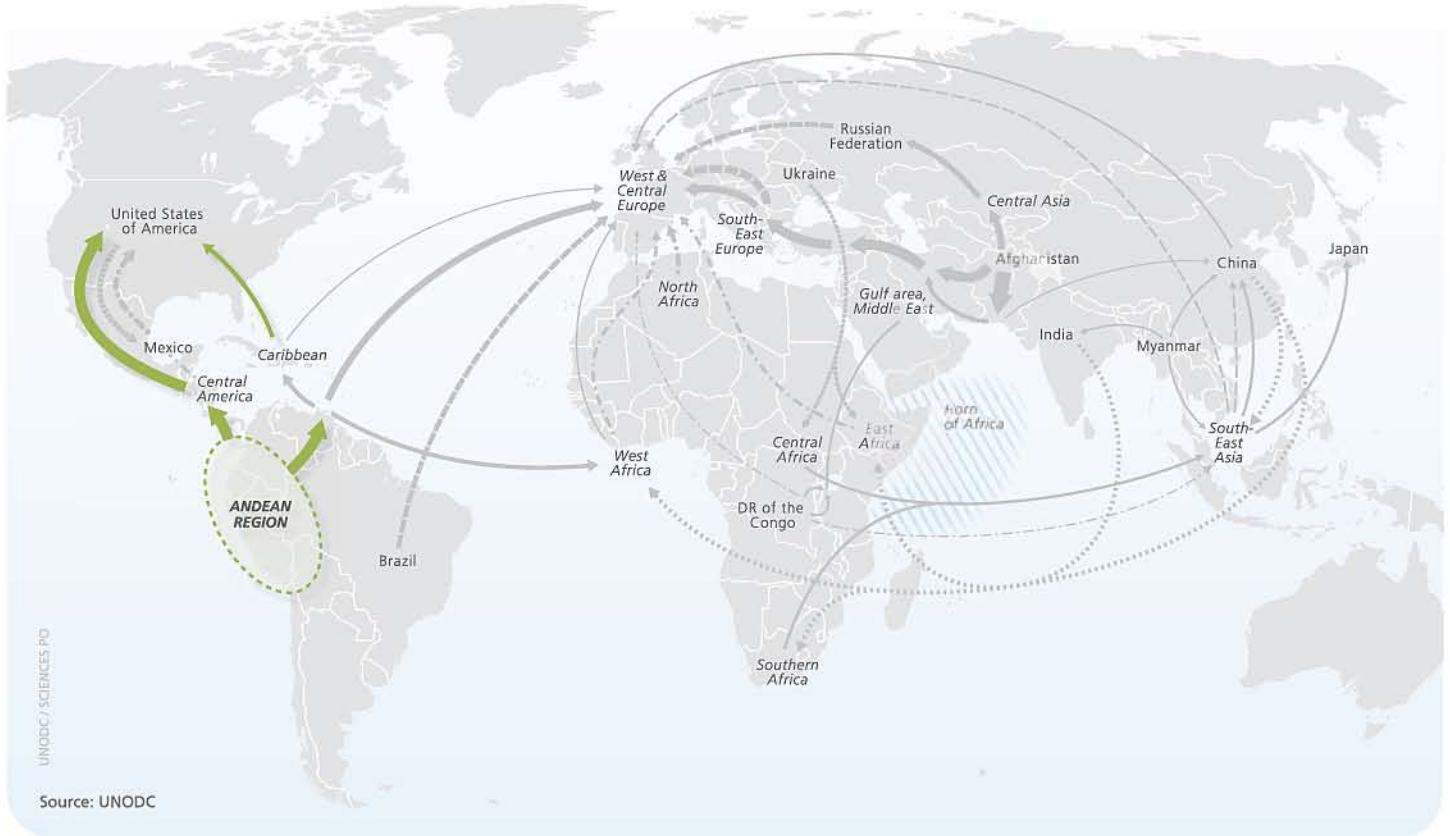 Russian
Federation
Ukraine
West &
Central
Europe
Central Asia
United States
of America
South-
East
Europe
Japan
Afghanistan
China
North
Africa
Gulf area,
Middle East
India
Mexico
Myanmar
Caribbean
Central
America
Horn
of Africa
East
Africa
Central
Africa
South-
East
Asia
West
Africa
ANDEAN
REGION
DR of the
Congo
Brazil
Southern
Africa
UNODC / SCIENCES PO
Source: UNODC